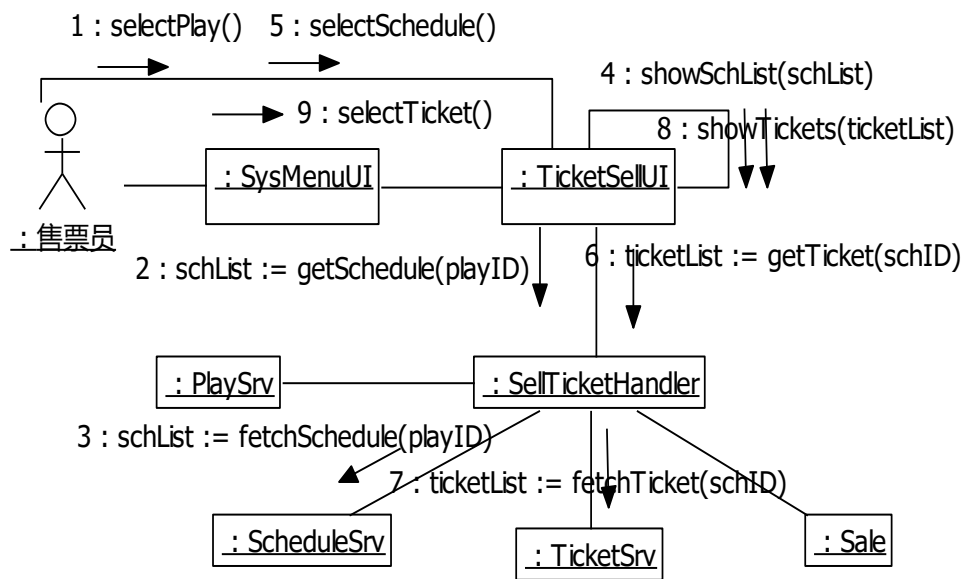 1 : selectPlay()
5 : selectSchedule()
4 : showSchList(schList)
9 : selectTicket()
8 : showTickets(ticketList)
: SysMenuUI
: TicketSellUI
: 售票员
2 : schList := getSchedule(playID)
6 : ticketList := getTicket(schID)
: PlaySrv
: SellTicketHandler
3 : schList := fetchSchedule(playID)
7 : ticketList := fetchTicket(schID)
: ScheduleSrv
: TicketSrv
: Sale